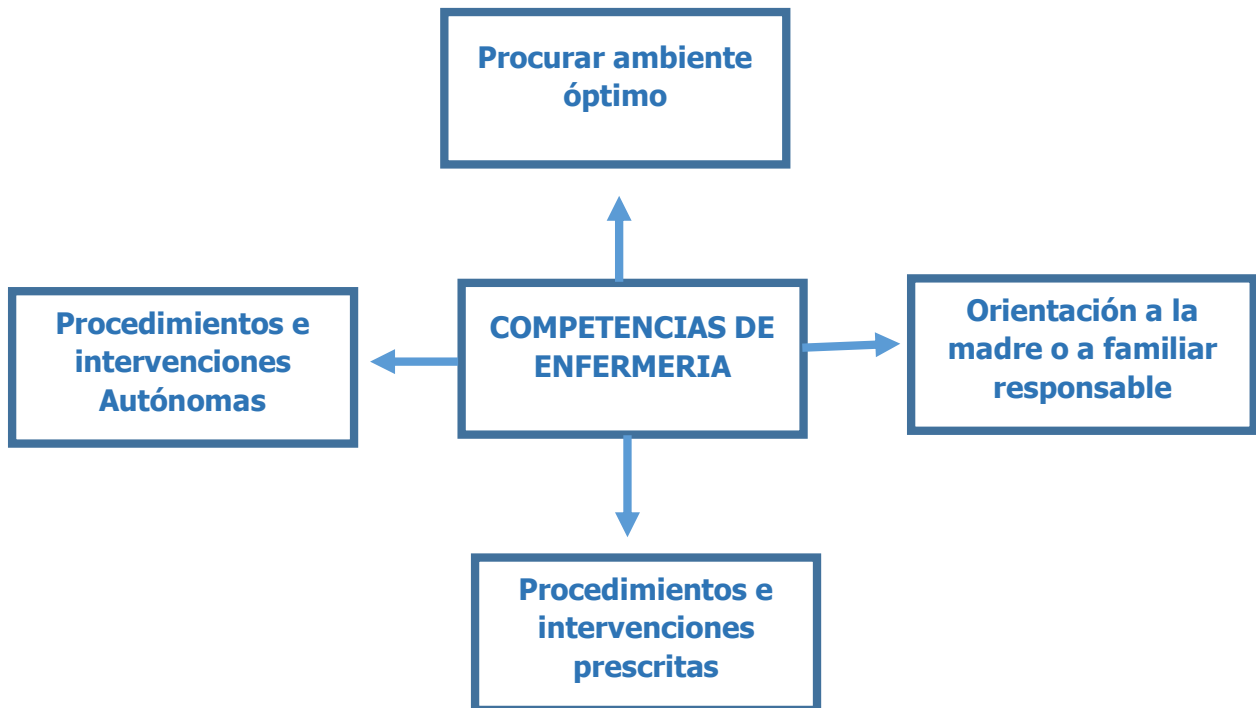 Procurar ambiente
óptimo
Procedimientos e
intervenciones
Autónomas
COMPETENCIAS DE
ENFERMERIA
Orientación a la
madre o a familiar
responsable
Procedimientos e
intervenciones
prescritas